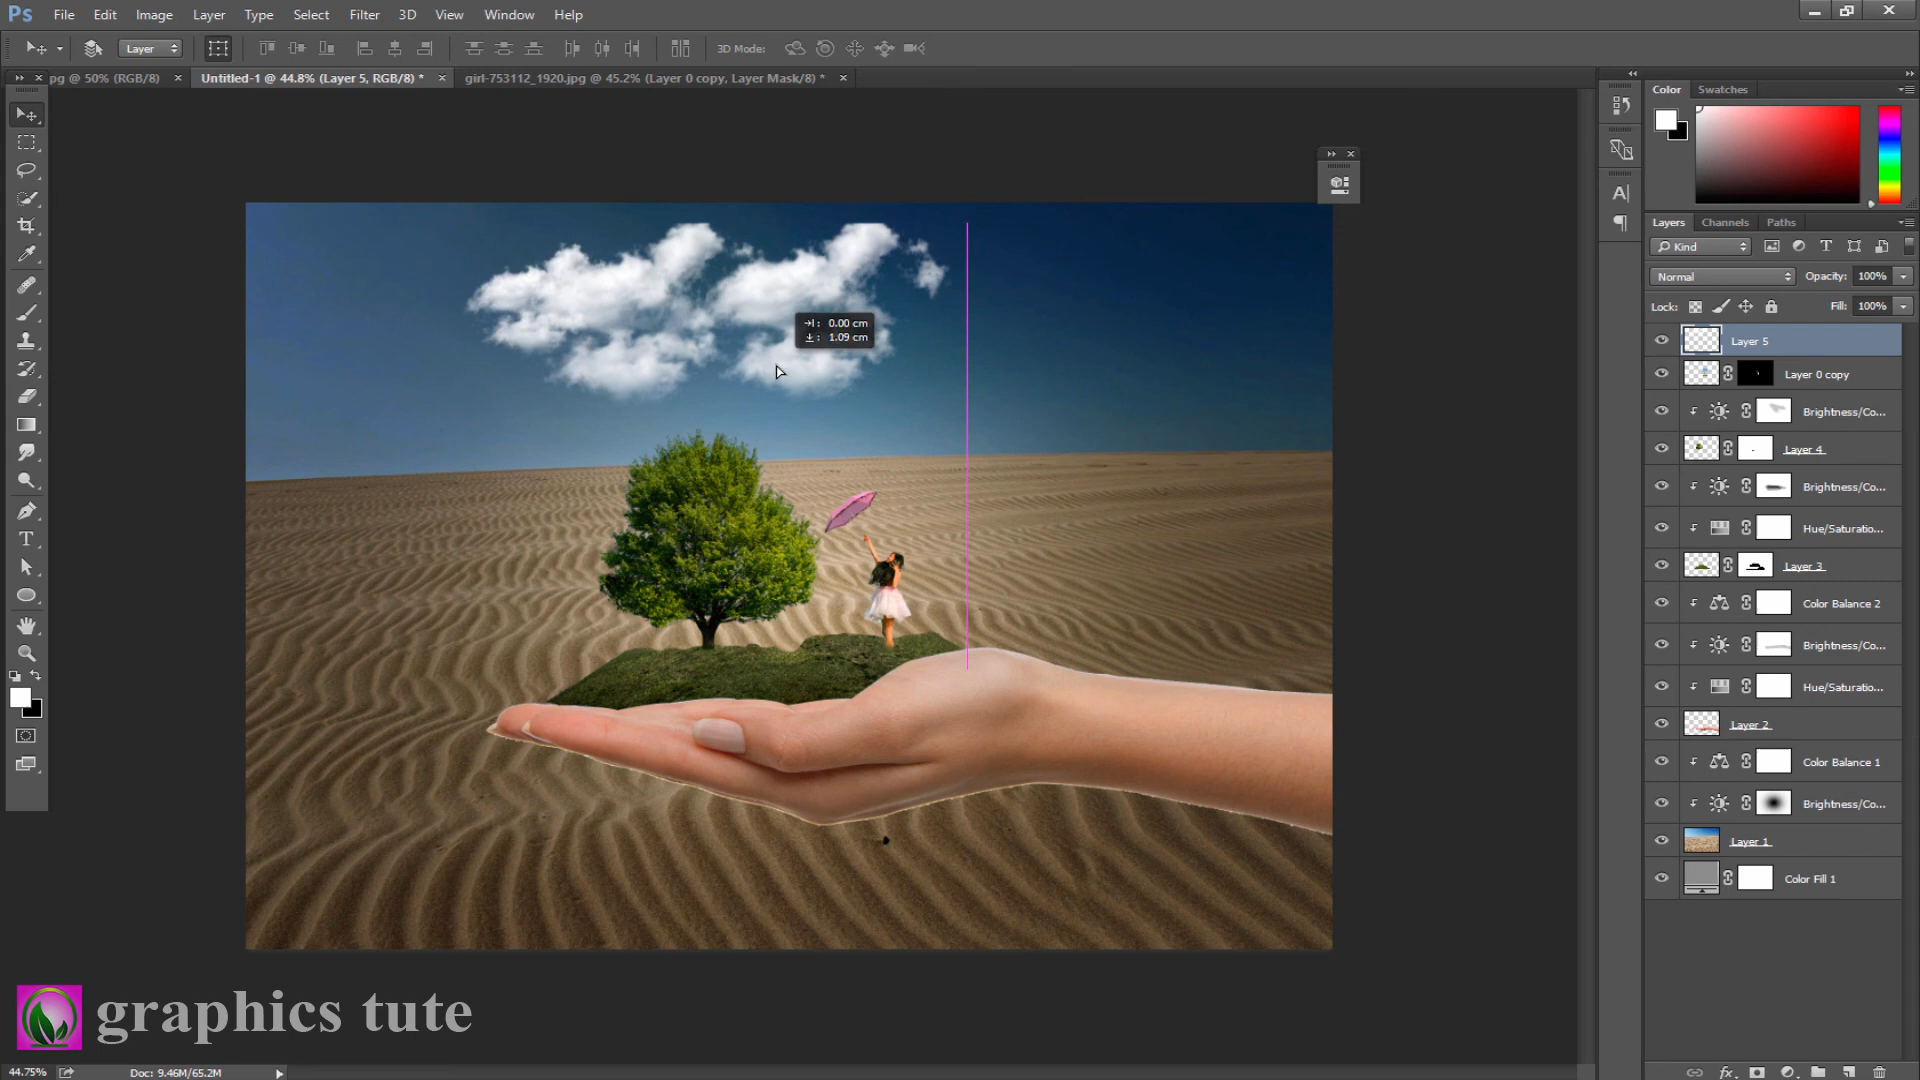 Ps File Edit Image Layer Type Select Filter 3D View Window Help
Layer 3D Mode:
pg @ 50% (RGB/8) Untitled-1 @ 44.8% (Layer 5, RGB/8) * girl-753112_1920.jpg @ 45.2% (Layer 0 copy, Layer Mask/8) *
Color Swatches
Layers Channels Paths
Kind
Normal Opacity: 100%
Lock: Fill: 100%
Layer 5
Layer 0 copy
Brightness/Co...
Layer 4
Brightness/Co...
Hue/Saturatio...
Layer 3
Color Balance 2
Brightness/Co...
Hue/Saturatio...
Layer 2
Color Balance 1
Brightness/Co...
Layer 1
Color Fill 1
0.00 cm
1.09 cm
graphics tute
44.75% Doc: 9.46M/65.2M